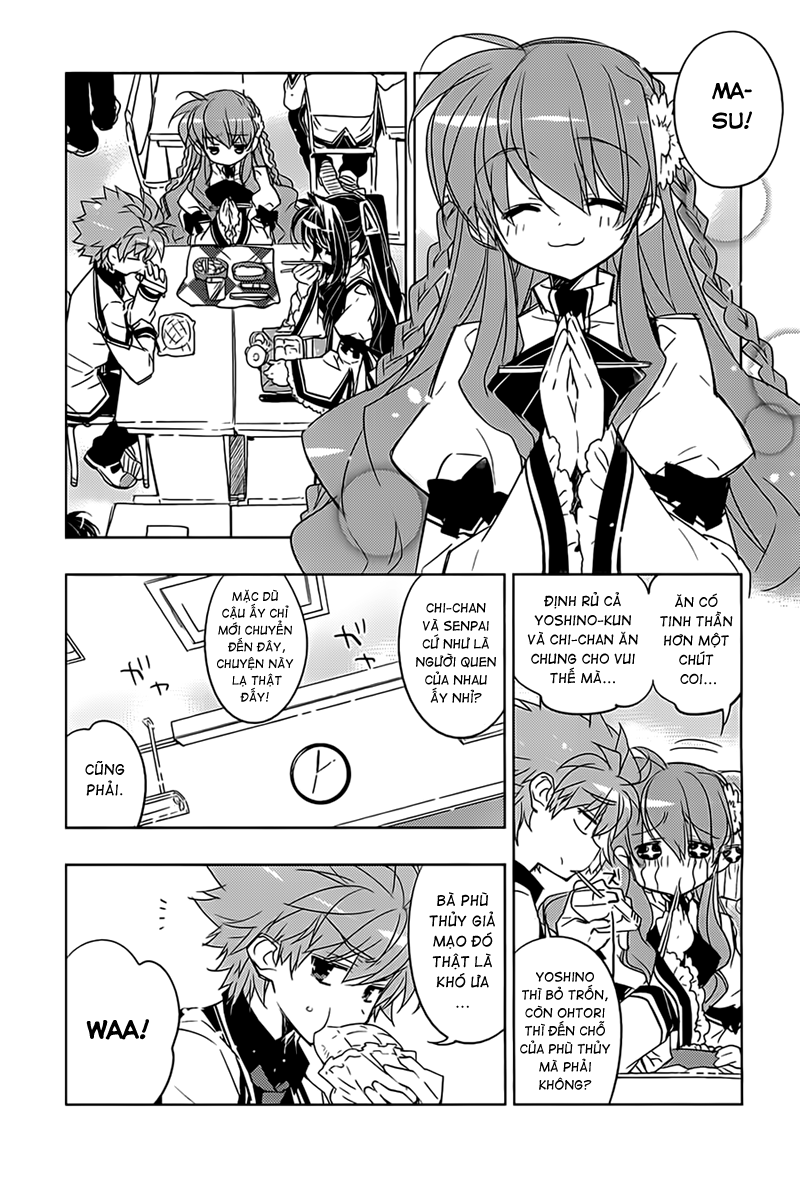 MA-
SU!
ĂN CÓ
TINH THẦN
HƠN MỘT
CHÚT
COI...
ĐỊNH RỦ CẢ
YOSHINO-KUN
VÀ CHI-CHAN ĂN
CHUNG CHO VUI
THẾ MÀ...
YOSHINO
THÌ BỎ TRỐN,
CÒN OHTORI
THÌ ĐẾN CHỖ
CỦA PHÙ THỦY
MÀ PHẢI
KHÔNG?
CHI-CHAN
VÀ SENPAI
CỨ NHƯ LÀ
NGƯỜI QUEN
CỦA NHAU
ẤY NHỈ?
MẶC DÙ
CẬU ẤY CHỈ
MỚI CHUYỂN
ĐẾN ĐÂY,
CHUYỆN NÀY
LẠ THẬT
ĐẤY!
ガヤ
ガヤ
CŨNG
PHẢI.
BÀ PHÙ
THỦY GIẢ
MẠO ĐÓ
THẬT LÀ
KHÓ ƯA
...
WAA!